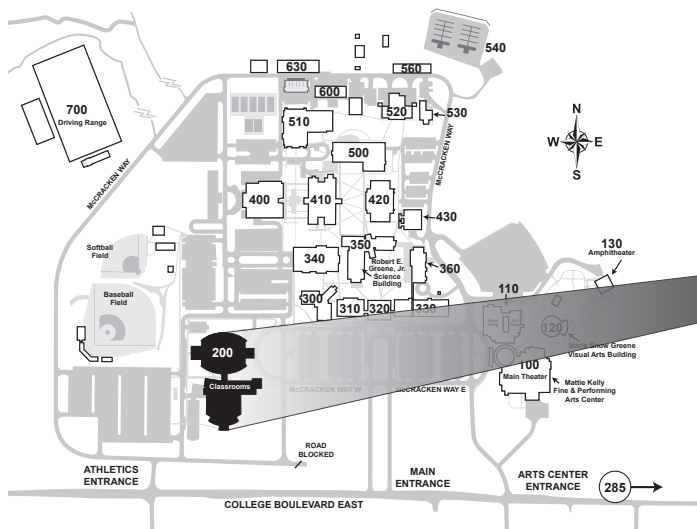 540
630
560
600
520
530
700
Driving Range
510
N
W E
S
500
McCRACKEN WAY
McCRACKEN WAY
400
410
420
430
Softball
Field
350
Robert E.
Greene, Jr.
Science
Building
340
360
130
Amphitheater
Baseball
Field
300
310
320
330
110
120
Marie Snow Greene
Visual Arts Building
200
Classrooms
McCRACKEN WAY W
McCRACKEN WAY E
100
Main Theater
Mattie Kelly
Fine & Performing
Arts Center
ROAD
BLOCKED
ATHLETICS
ENTRANCE
MAIN
ENTRANCE
ARTS CENTER
ENTRANCE
285
COLLEGE BOULEVARD EAST